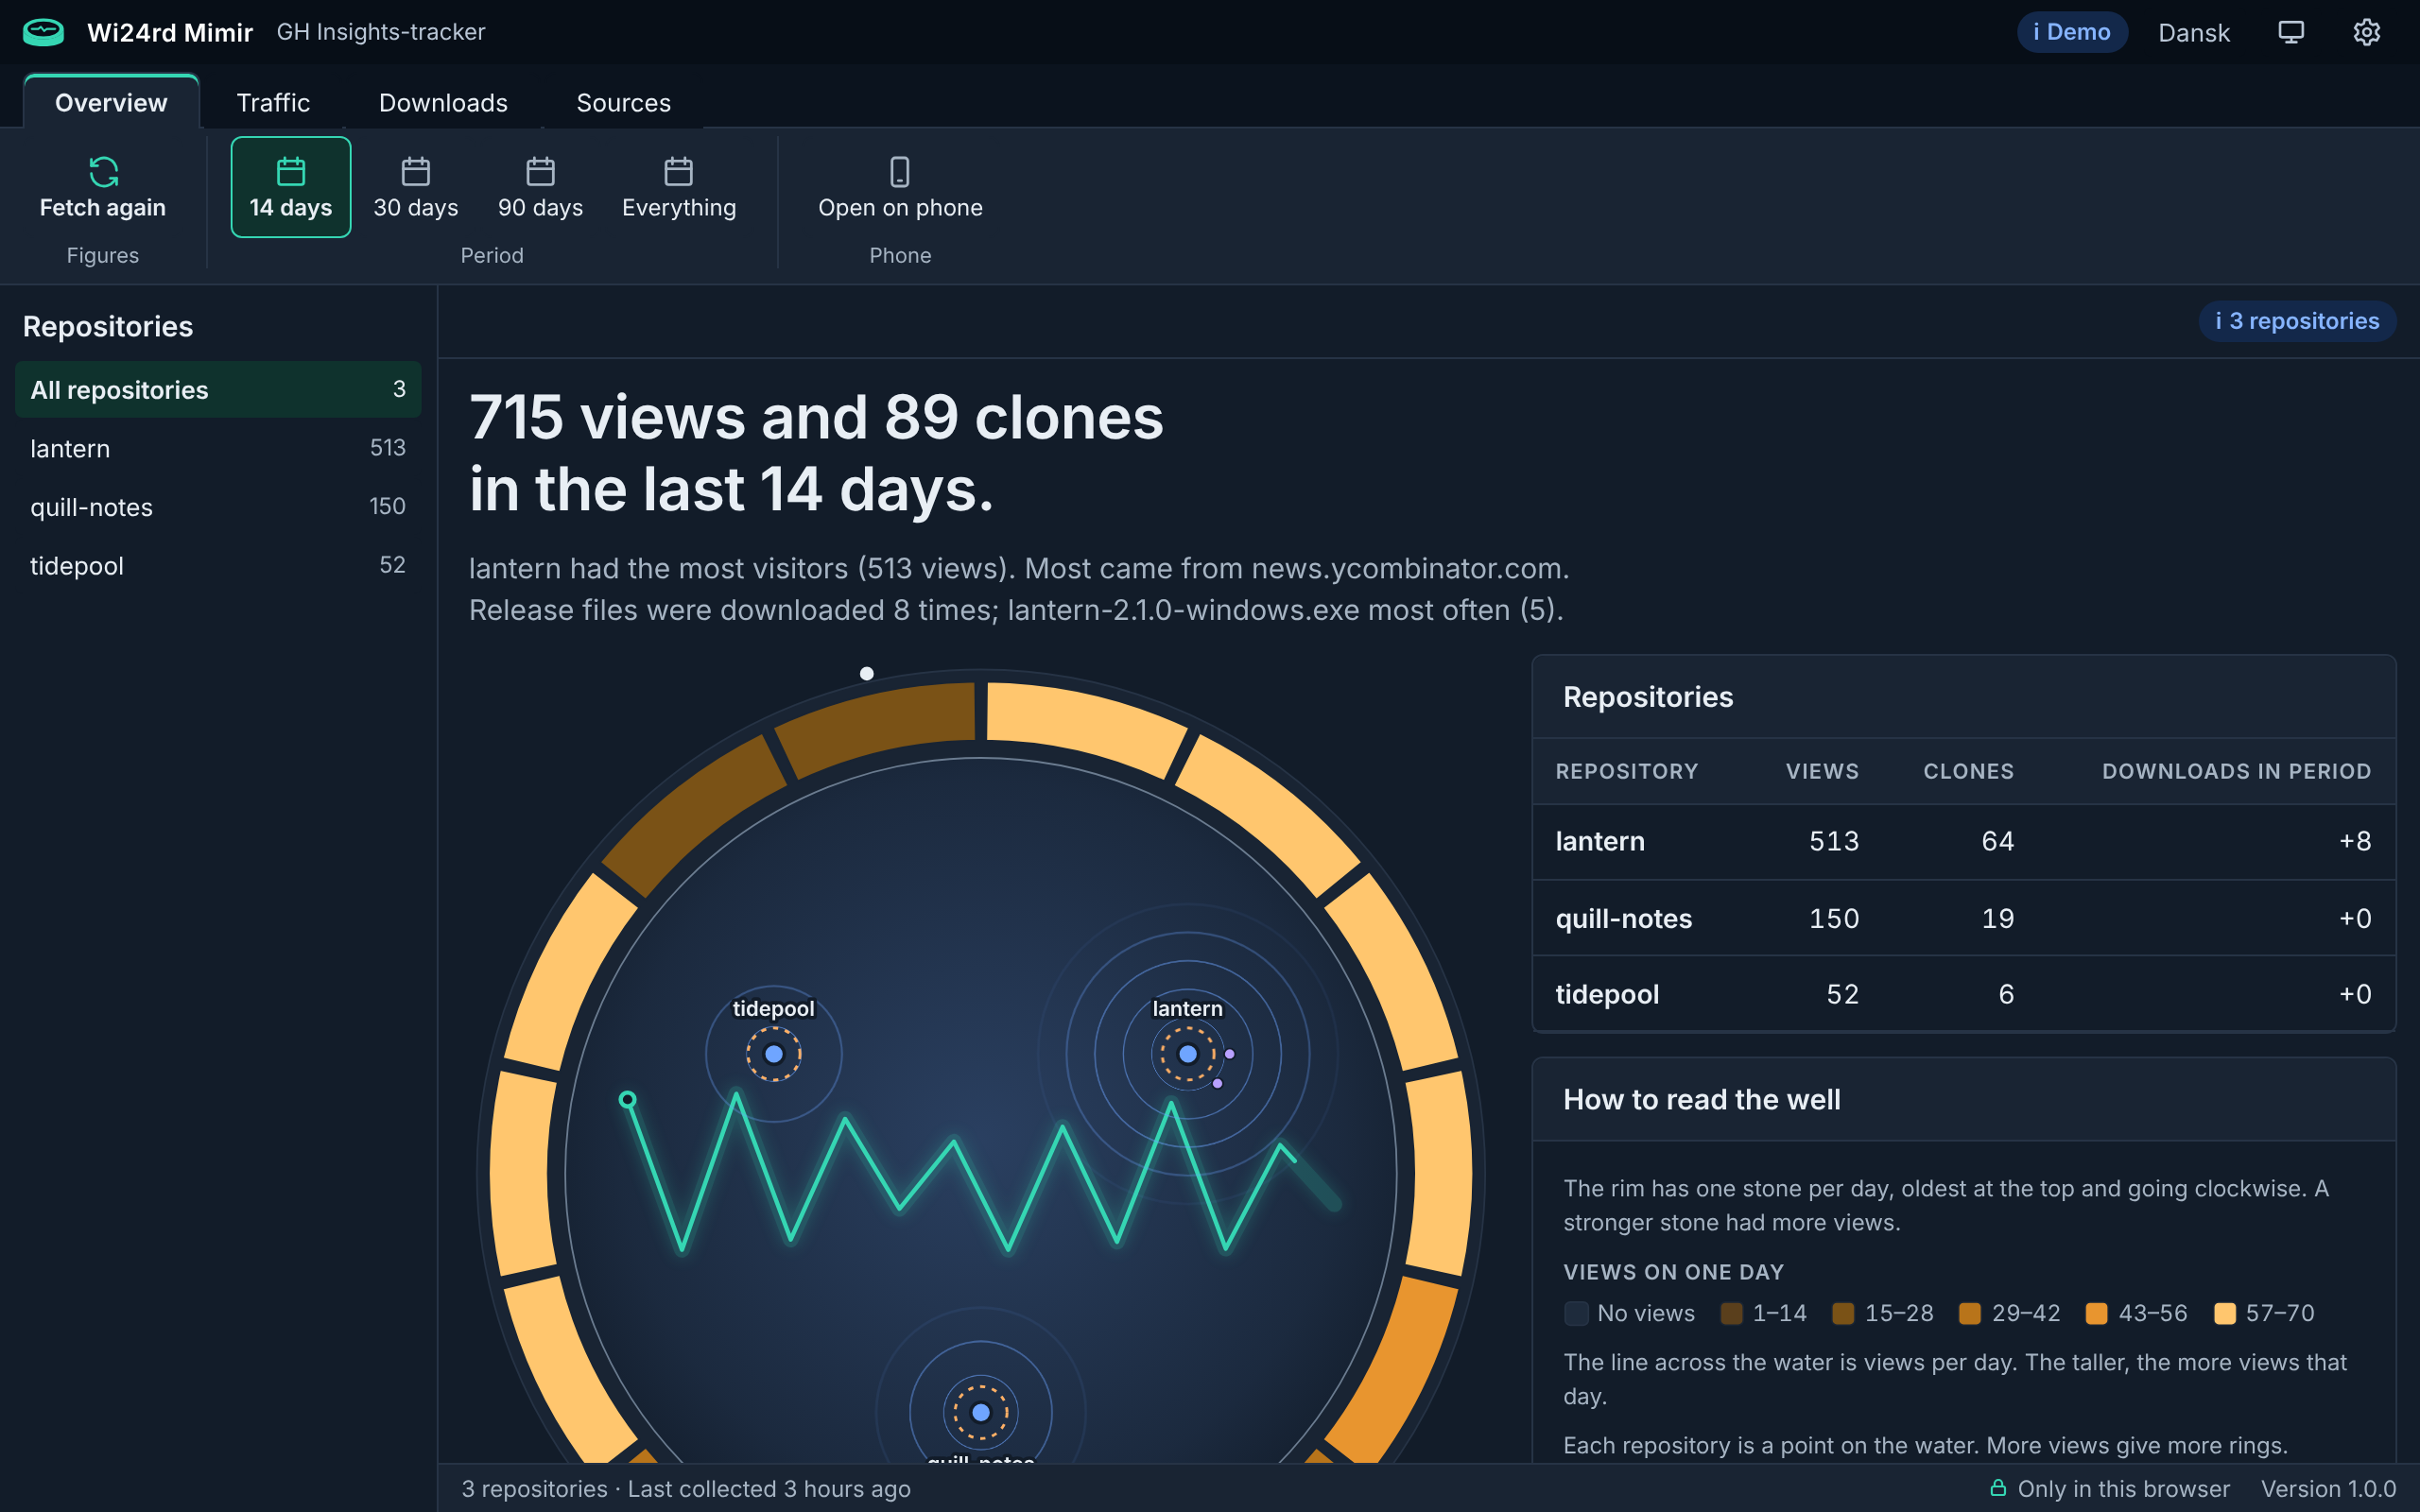 Wi24rd Mimir GH Insights-tracker
i Demo Dansk
Overview Traffic Downloads Sources
Fetch again 14 days 30 days 90 days Everything Open on phone
Figures Period Phone
Repositories
All repositories 3
lantern 513
quill-notes 150
tidepool 52
i 3 repositories
715 views and 89 clones
in the last 14 days.
lantern had the most visitors (513 views). Most came from news.ycombinator.com.
Release files were downloaded 8 times; lantern-2.1.0-windows.exe most often (5).
tidepool lantern
quill-notes
Repositories
REPOSITORY VIEWS CLONES DOWNLOADS IN PERIOD
lantern 513 64 +8
quill-notes 150 19 +0
tidepool 52 6 +0
How to read the well
The rim has one stone per day, oldest at the top and going clockwise. A
stronger stone had more views.
VIEWS ON ONE DAY
No views 1–14 15–28 29–42 43–56 57–70
The line across the water is views per day. The taller, the more views that
day.
Each repository is a point on the water. More views give more rings.
3 repositories · Last collected 3 hours ago
Only in this browser Version 1.0.0